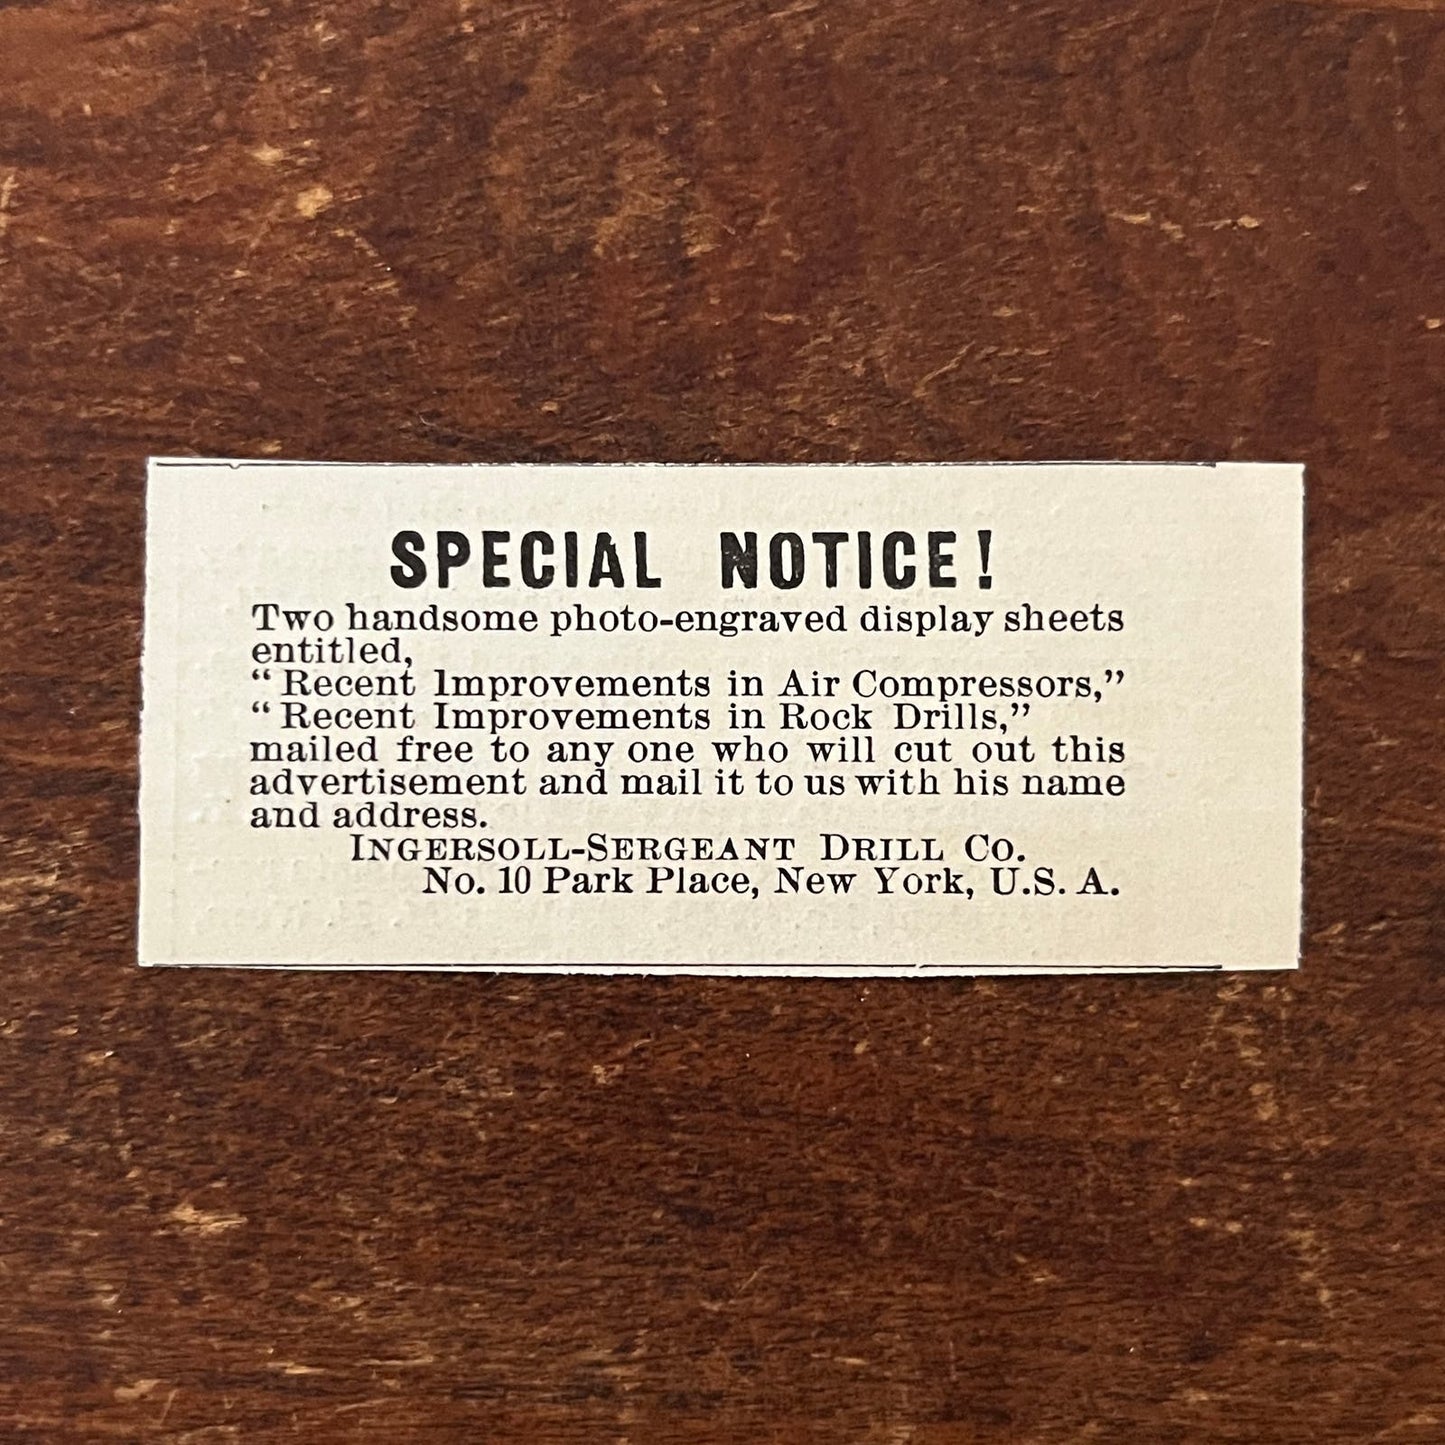 SPECIAL NOTICE!
Two handsome photo-engraved display sheets
entitled,
“Recent Improvements in Air Compressors,”
“Recent Improvements in Rock Drills,”
mailed free to any one who will cut out this
advertisement and mail it to us with his name
and address.
INGERSOLL-SERGEANT DRILL CO.
No. 10 Park Place, New York, U.S.A.